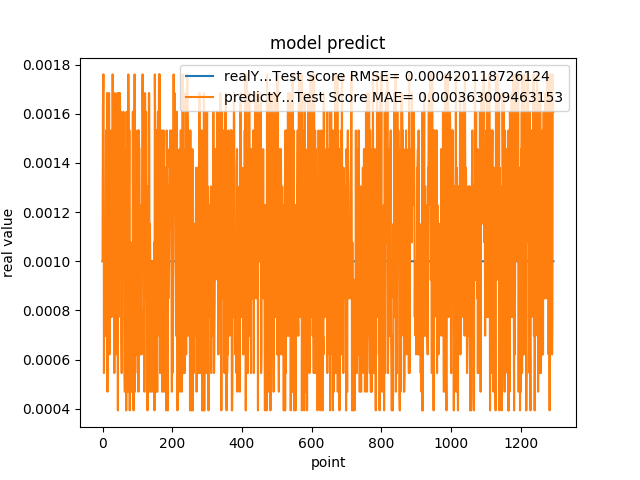 model predict
realY...Test Score RMSE= 0.000420118726124
predictY...Test Score MAE= 0.000363009463153
0.0018
0.0016
0.0014
0.0012
0.0010
0.0008
0.0006
0.0004
real value
0 200 400 600 800 1000 1200
point